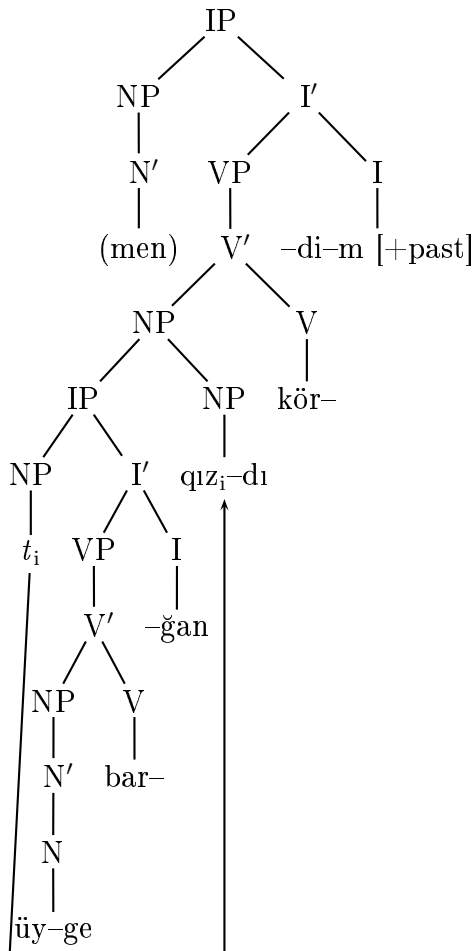 IP
NP I′
N′ VP I
(men) V′ –di–m [+past]
NP V
IP NP kör–
NP I′ qızᵢ–dı
tᵢ VP I
V′ –ğan
NP V
N′ bar–
N
üy–ge